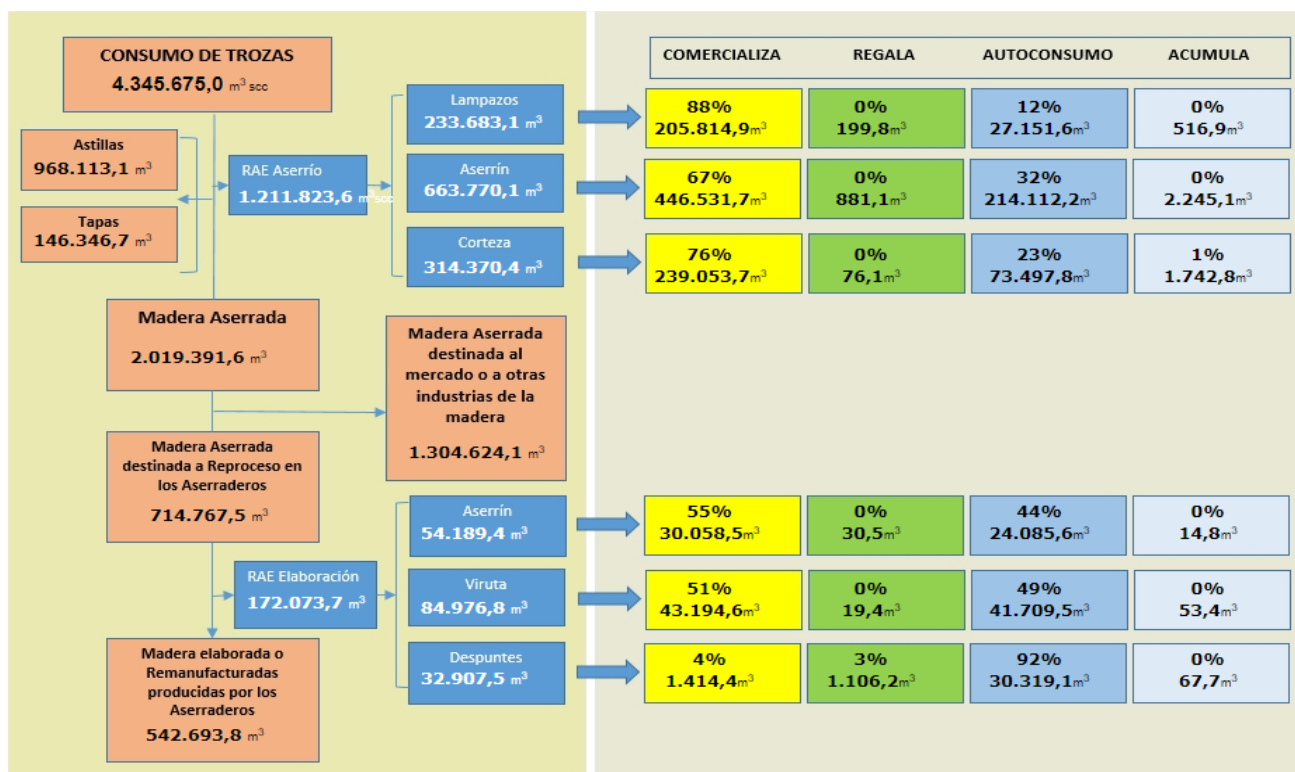 CONSUMO DE TROZAS
4.345.675,0 m³ scc
Astillas
968.113,1 m³
Tapas
146.346,7 m³
RAE Aserrío
1.211.823,6 m³scc
Lampazos
233.683,1 m³
Aserrín
663.770,1 m³
Corteza
314.370,4 m³
Madera Aserrada
2.019.391,6 m³
Madera Aserrada
destinada al
mercado o a otras
industrias de la
madera
1.304.624,1 m³
Madera Aserrada
destinada a Reproceso en
los Aserraderos
714.767,5 m³
RAE Elaboración
172.073,7 m³
Aserrín
54.189,4 m³
Viruta
84.976,8 m³
Despuntes
32.907,5 m³
Madera elaborada o
Remanufacturadas
producidas por los
Aserraderos
542.693,8 m³
COMERCIALIZA REGALA AUTOCONSUMO ACUMULA
88% 0% 12% 0%
205.814,9m³ 199,8m³ 27.151,6m³ 516,9m³
67% 0% 32% 0%
446.531,7m³ 881,1m³ 214.112,2m³ 2.245,1m³
76% 0% 23% 1%
239.053,7m³ 76,1m³ 73.497,8m³ 1.742,8m³
55% 0% 44% 0%
30.058,5m³ 30,5m³ 24.085,6m³ 14,8m³
51% 0% 49% 0%
43.194,6m³ 19,4m³ 41.709,5m³ 53,4m³
4% 3% 92% 0%
1.414,4m³ 1.106,2m³ 30.319,1m³ 67,7m³